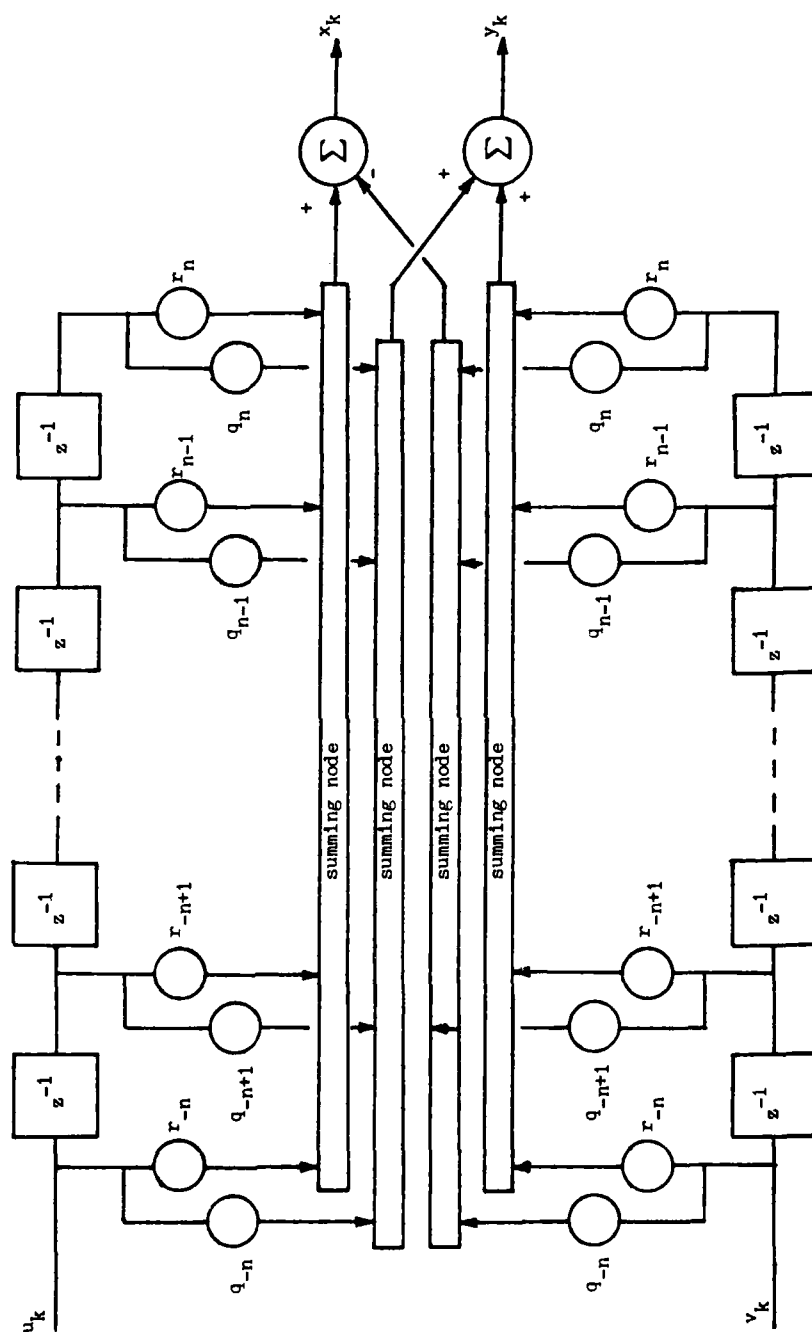 u_k
z^{-1}
z^{-1}
z^{-1}
z^{-1}
q_{-n}
r_{-n}
q_{-n+1}
r_{-n+1}
q_{n-1}
r_{n-1}
q_n
r_n
summing node
summing node
summing node
summing node
+
-
Σ
x_k
+
+
Σ
y_k
q_{-n}
r_{-n}
q_{-n+1}
r_{-n+1}
q_{n-1}
r_{n-1}
q_n
r_n
v_k
z^{-1}
z^{-1}
z^{-1}
z^{-1}